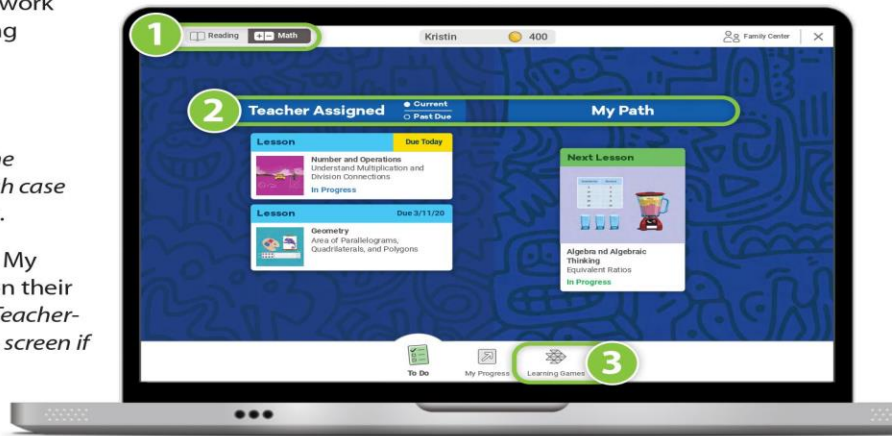 work
ng
ne
h case
.
My
n their
Teacher-
screen if
1
Reading
Math
Kristin
400
Family Center
2
Teacher Assigned
Current
Past Due
My Path
Lesson
Due Today
Number and Operations
Understand Multiplication and
Division Connections
In Progress
Lesson
Due 3/11/20
Geometry
Area of Parallelograms,
Quadrilaterals, and Polygons
Next Lesson
Algebra nd Algebraic
Thinking
Equivalent Ratios
In Progress
To Do
My Progress
Learning Games
3